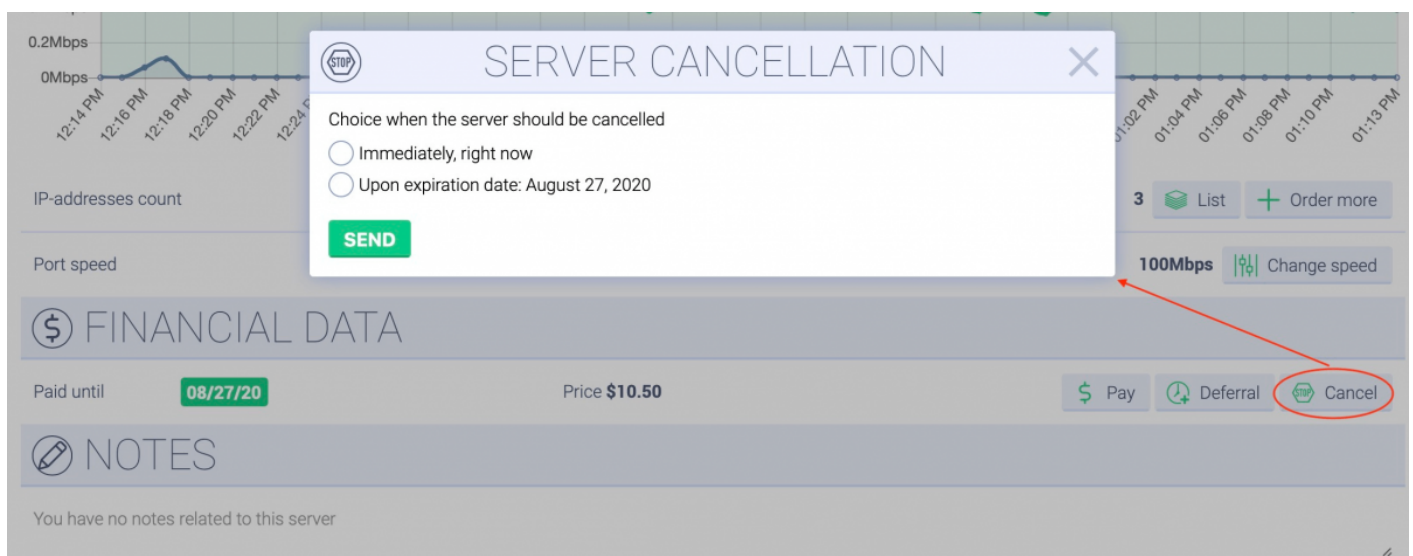 0.2Mbps
0Mbps
12:14 PM
12:16 PM
12:18 PM
12:20 PM
12:22 PM
12:24
01:02 PM
01:04 PM
01:06 PM
01:08 PM
01:10 PM
01:13 PM
STOP SERVER CANCELLATION
Choice when the server should be cancelled
Immediately, right now
Upon expiration date: August 27, 2020
SEND
IP-addresses count 3 List Order more
Port speed 100Mbps Change speed
$ FINANCIAL DATA
Paid until 08/27/20 Price $10.50 $ Pay Deferral STOP Cancel
NOTES
You have no notes related to this server